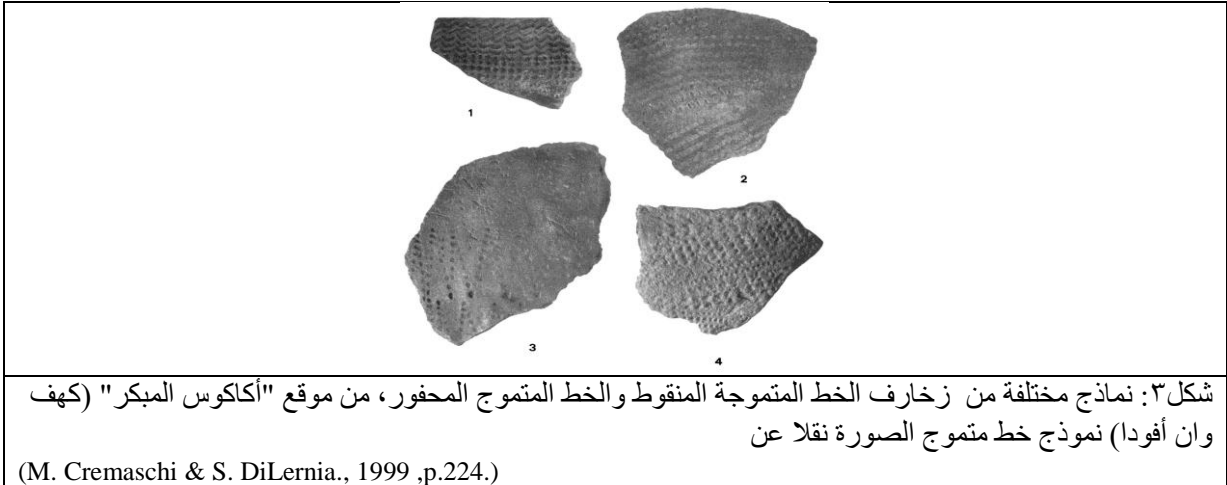 1
2
3
4
شكل٣: نماذج مختلفة من زخارف الخط المتموجة المنقوط والخط المتموج المحفور، من موقع "أكاكوس المبكر" (كهف
وان أفودا) نموذج خط متموج الصورة نقلا عن
(M. Cremaschi & S. DiLernia., 1999 ,p.224.)